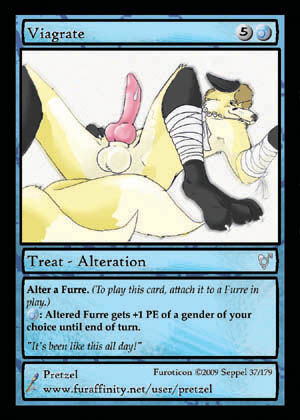 Viagrate 5
Treat - Alteration
Alter a Furre. (To play this card, attach it to a Furre in
play.)
: Altered Furre gets +1 PE of a gender of your
choice until end of turn.
"It's been like this all day!"
Pretzel Furoticon ©2009 Seppel 37/179
www.furaffinity.net/user/pretzel